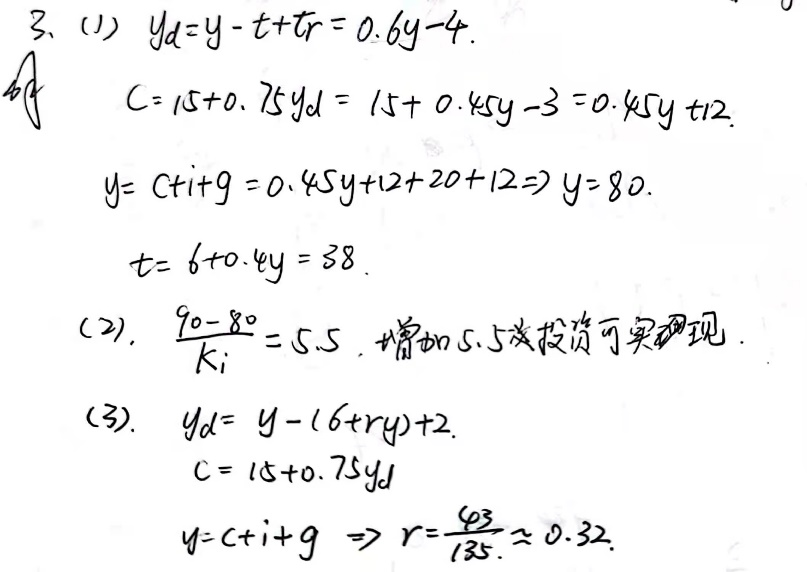 3、(1) yd=y-t+tr=0.6y-4.
C=15+0.75yd=15+0.45y-3=0.45y+12.
y=c+i+g=0.45y+12+20+12=>y=80.
t=6+0.4y=38.
(2). (90-80)/Ki=5.5.增加5.5投资可实现.
(3). yd=y-(6+ry)+2.
C=15+0.75yd
y=c+i+g=>r=43/135.≈0.32.